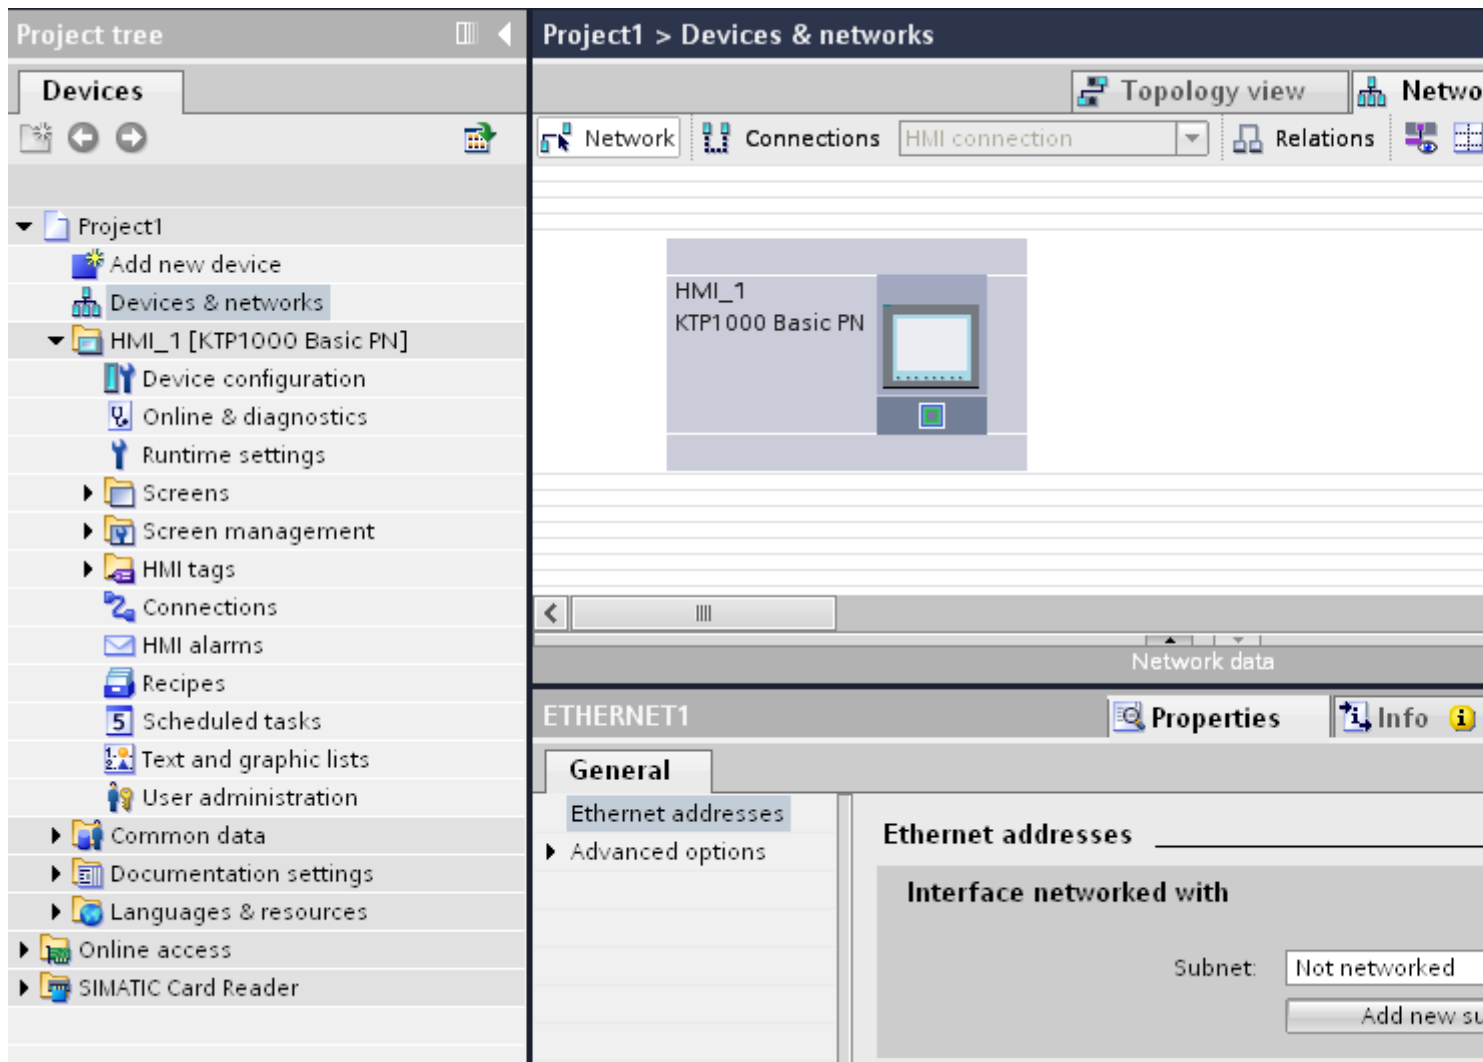 Project tree
Devices
Project1
Add new device
Devices & networks
HMI_1 [KTP1000 Basic PN]
Device configuration
Online & diagnostics
Runtime settings
Screens
Screen management
HMI tags
Connections
HMI alarms
Recipes
Scheduled tasks
Text and graphic lists
User administration
Common data
Documentation settings
Languages & resources
Online access
SIMATIC Card Reader
Project1 > Devices & networks
Topology view Netwo
Network Connections HMI connection Relations
HMI_1
KTP1000 Basic PN
Network data
ETHERNET1 Properties Info
General
Ethernet addresses
Advanced options
Ethernet addresses
Interface networked with
Subnet: Not networked
Add new su